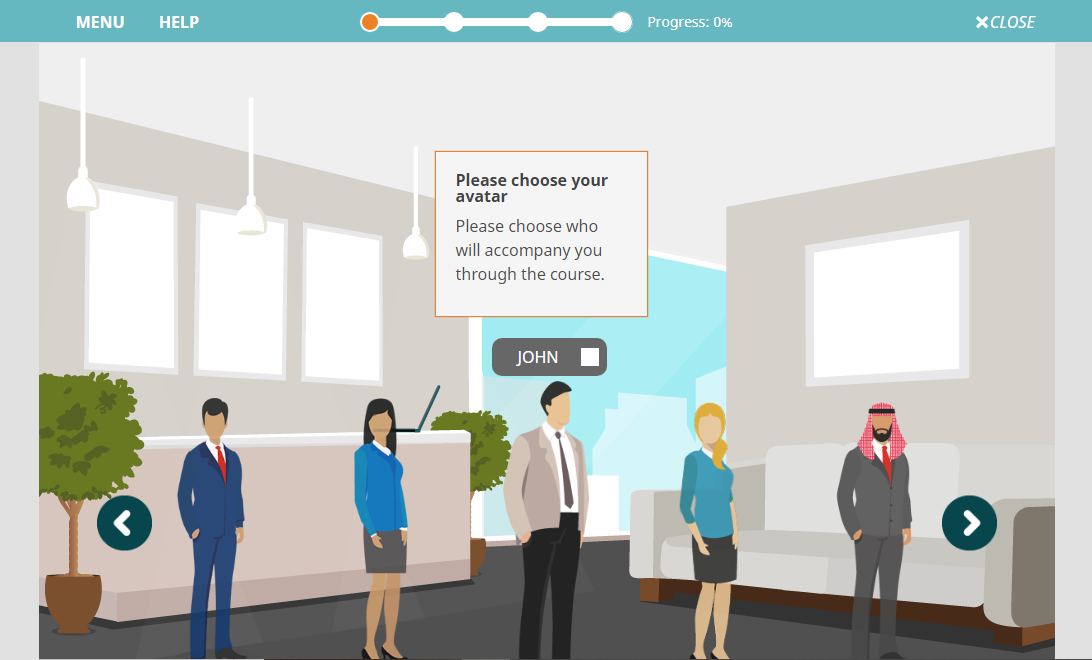 MENU HELP Progress: 0% ×CLOSE
Please choose your
avatar
Please choose who
will accompany you
through the course.
JOHN